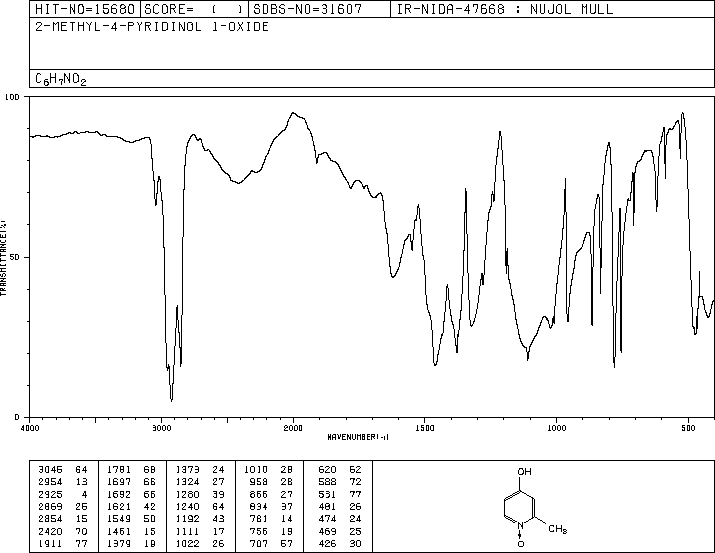 HIT-NO=15680 SCORE= ( ) SDBS-NO=31607 IR-NIDA-47668 : NUJOL MULL
2-METHYL-4-PYRIDINOL 1-OXIDE
C6H7NO2
100
50
0
TRANSMITTANCE(%)
4000 3000 2000 1500 1000 500
WAVENUMBER(-1)
3046 64 1781 68 1373 24 1010 28 620 62
2954 13 1697 66 1324 27 958 28 588 72
2925 4 1692 66 1280 39 866 27 531 77
2869 26 1621 42 1240 64 834 37 481 26
2854 15 1549 50 1192 43 781 14 474 24
2420 70 1461 15 1111 17 756 19 469 25
1911 77 1379 19 1022 26 707 57 426 30
OH
N
CH3
O